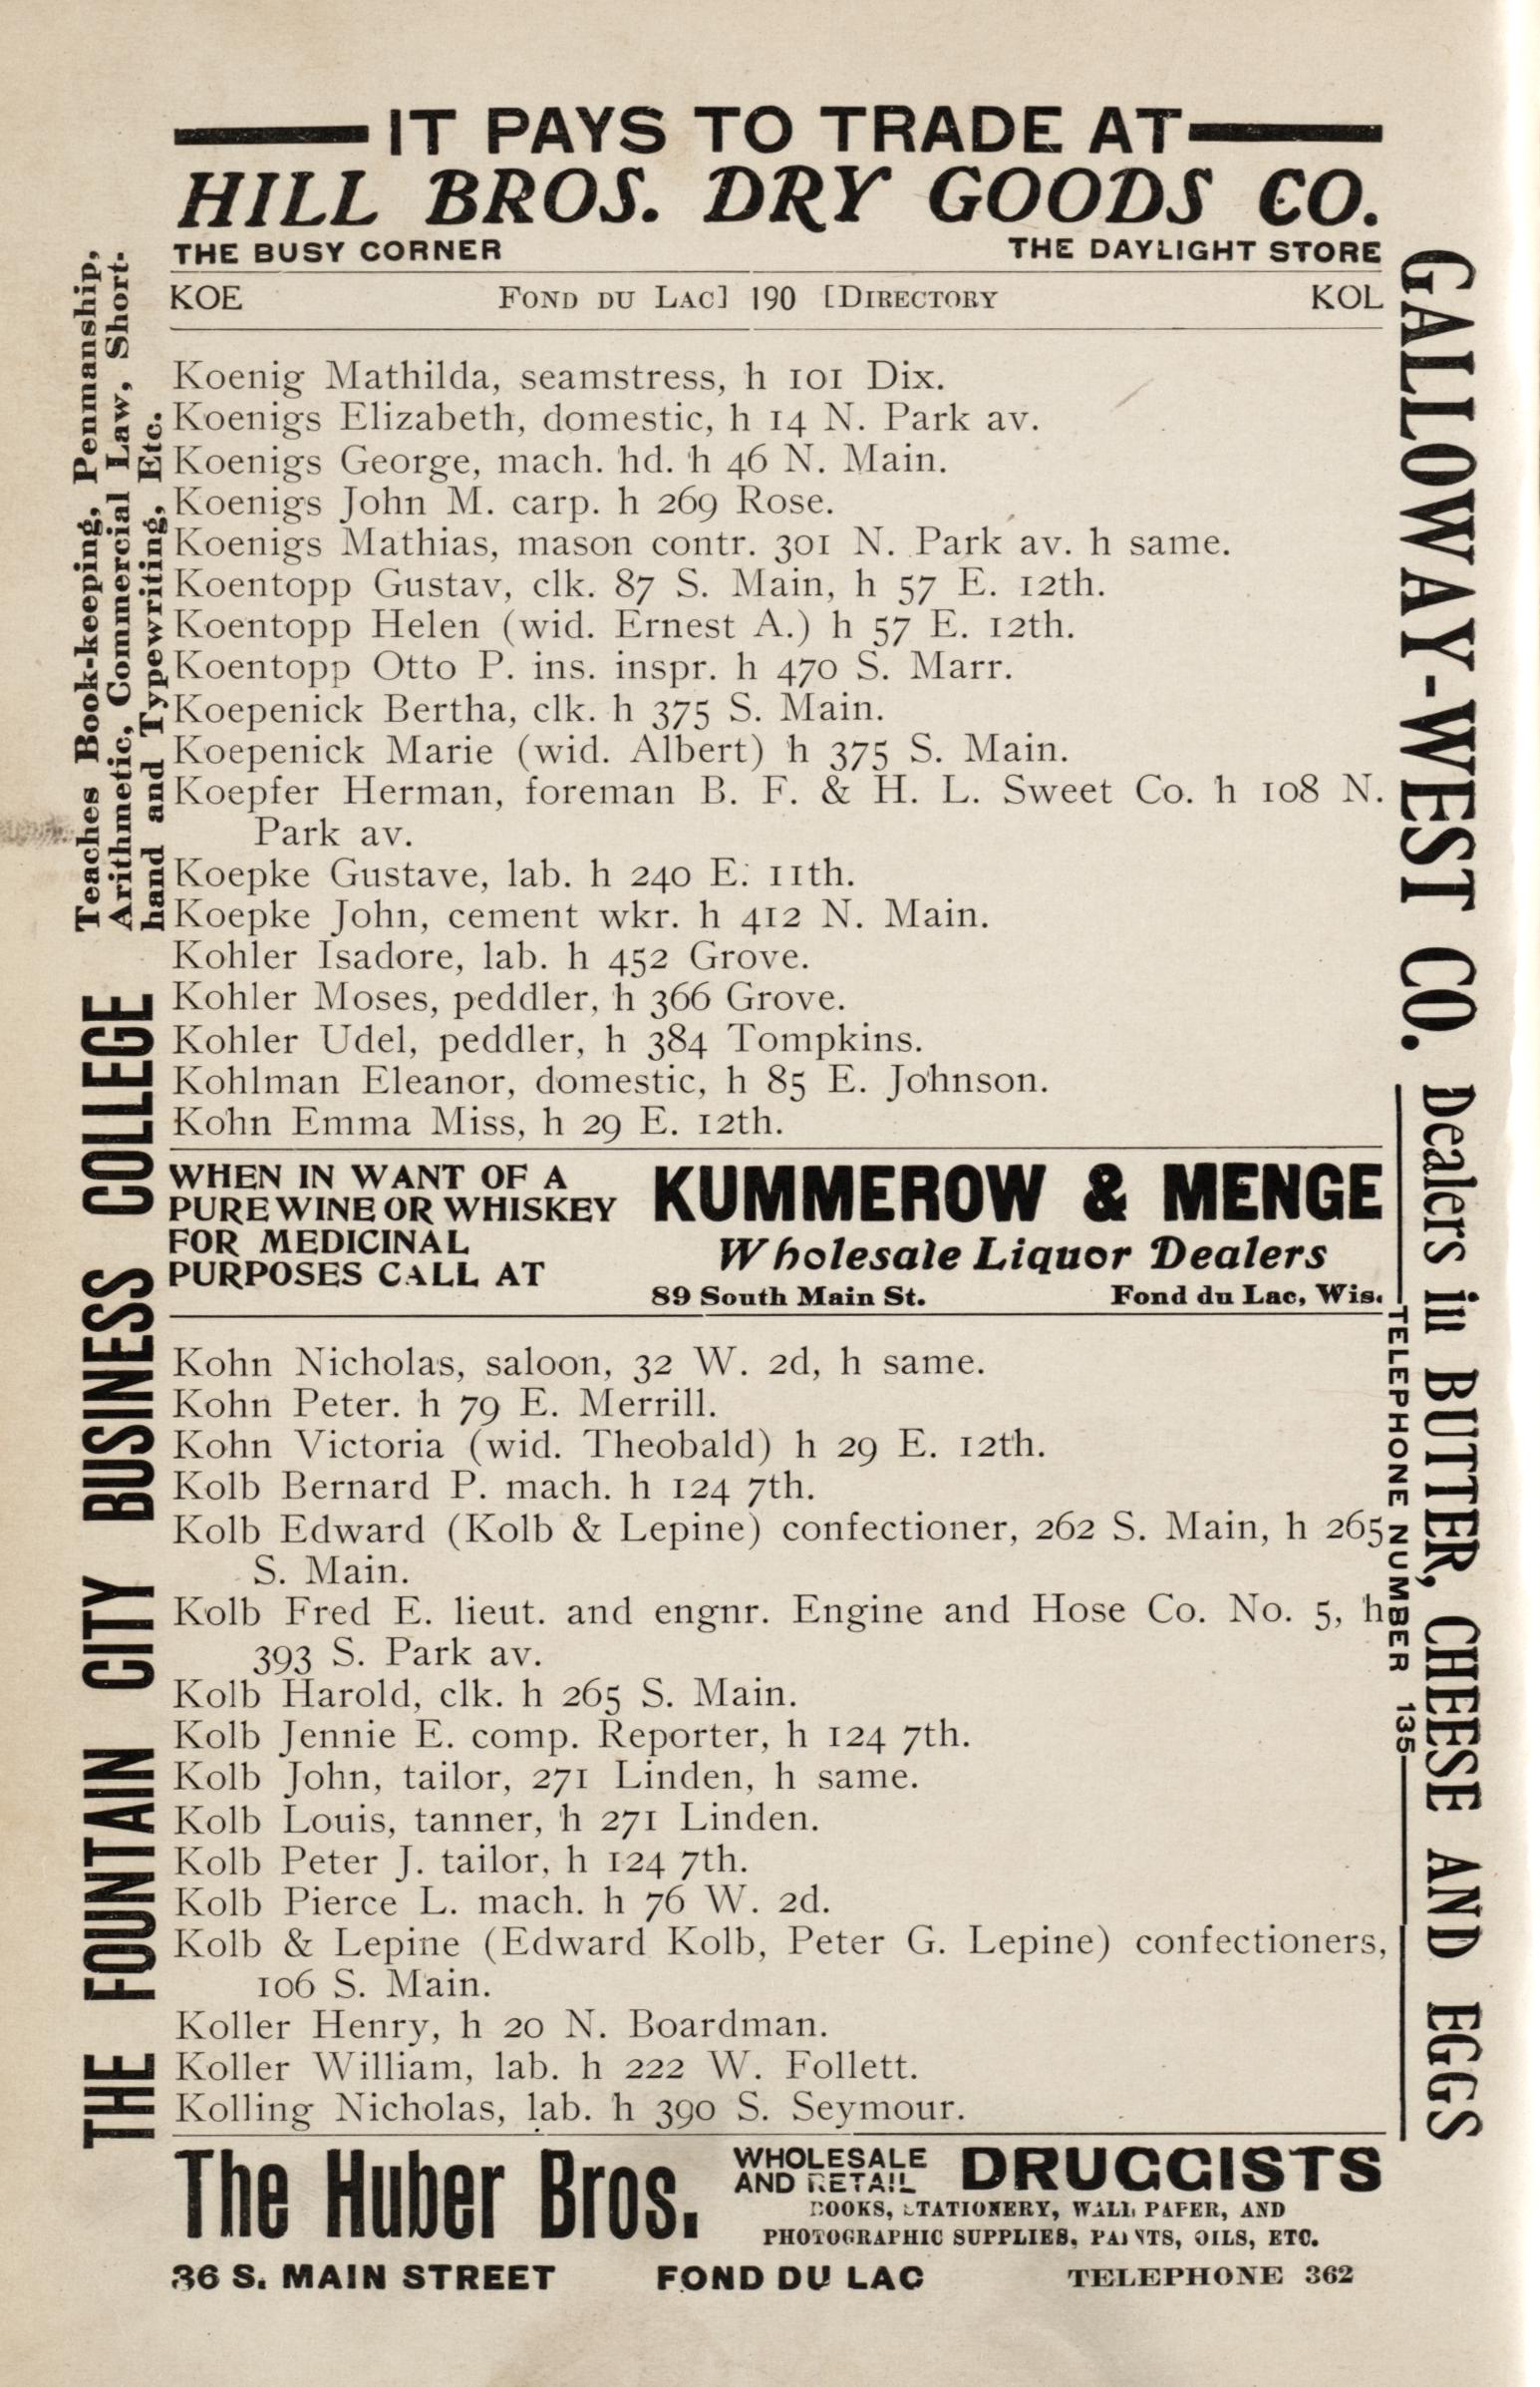 IT PAYS TO TRADE AT
HILL BROS. DRY GOODS CO.
THE BUSY CORNER THE DAYLIGHT STORE
KOE FOND DU LAC] 190 [DIRECTORY KOL
Koenig Mathilda, seamstress, h 101 Dix.
Koenigs Elizabeth, domestic, h 14 N. Park av.
Koenigs George, mach. hd. h 46 N. Main.
Koenigs John M. carp. h 269 Rose.
Koenigs Mathias, mason contr. 301 N. Park av. h same.
Koentopp Gustav, clk. 87 S. Main, h 57 E. 12th.
Koentopp Helen (wid. Ernest A.) h 57 E. 12th.
Koentopp Otto P. ins. inspr. h 470 S. Marr.
Koepenick Bertha, clk. h 375 S. Main.
Koepenick Marie (wid. Albert) h 375 S. Main.
Koepfer Herman, foreman B. F. & H. L. Sweet Co. h 108 N.
Park av.
Koepke Gustave, lab. h 240 E. 11th.
Koepke John, cement wkr. h 412 N. Main.
Kohler Isadore, lab. h 452 Grove.
Kohler Moses, peddler, h 366 Grove.
Kohler Udel, peddler, h 384 Tompkins.
Kohlman Eleanor, domestic, h 85 E. Johnson.
Kohn Emma Miss, h 29 E. 12th.
WHEN IN WANT OF A
PURE WINE OR WHISKEY
FOR MEDICINAL
PURPOSES CALL AT
KUMMEROW & MENGE
Wholesale Liquor Dealers
89 South Main St. Fond du Lac, Wis.
Kohn Nicholas, saloon, 32 W. 2d, h same.
Kohn Peter. h 79 E. Merrill.
Kohn Victoria (wid. Theobald) h 29 E. 12th.
Kolb Bernard P. mach. h 124 7th.
Kolb Edward (Kolb & Lepine) confectioner, 262 S. Main, h 265
S. Main.
Kolb Fred E. lieut. and engnr. Engine and Hose Co. No. 5, h
393 S. Park av.
Kolb Harold, clk. h 265 S. Main.
Kolb Jennie E. comp. Reporter, h 124 7th.
Kolb John, tailor, 271 Linden, h same.
Kolb Louis, tanner, h 271 Linden.
Kolb Peter J. tailor, h 124 7th.
Kolb Pierce L. mach. h 76 W. 2d.
Kolb & Lepine (Edward Kolb, Peter G. Lepine) confectioners,
106 S. Main.
Koller Henry, h 20 N. Boardman.
Koller William, lab. h 222 W. Follett.
Kolling Nicholas, lab. h 390 S. Seymour.
The Huber Bros.
WHOLESALE
AND RETAIL
DRUGGISTS
BOOKS, STATIONERY, WALL PAPER, AND
PHOTOGRAPHIC SUPPLIES, PAINTS, OILS, ETC.
36 S. MAIN STREET FOND DU LAC TELEPHONE 362
THE FOUNTAIN CITY BUSINESS COLLEGE
Teaches Book-keeping, Penmanship,
Arithmetic, Commercial Law, Short-
hand and Typewriting, Etc.
GALLOWAY-WEST CO.
Dealers in BUTTER, CHEESE AND EGGS
TELEPHONE NUMBER 135